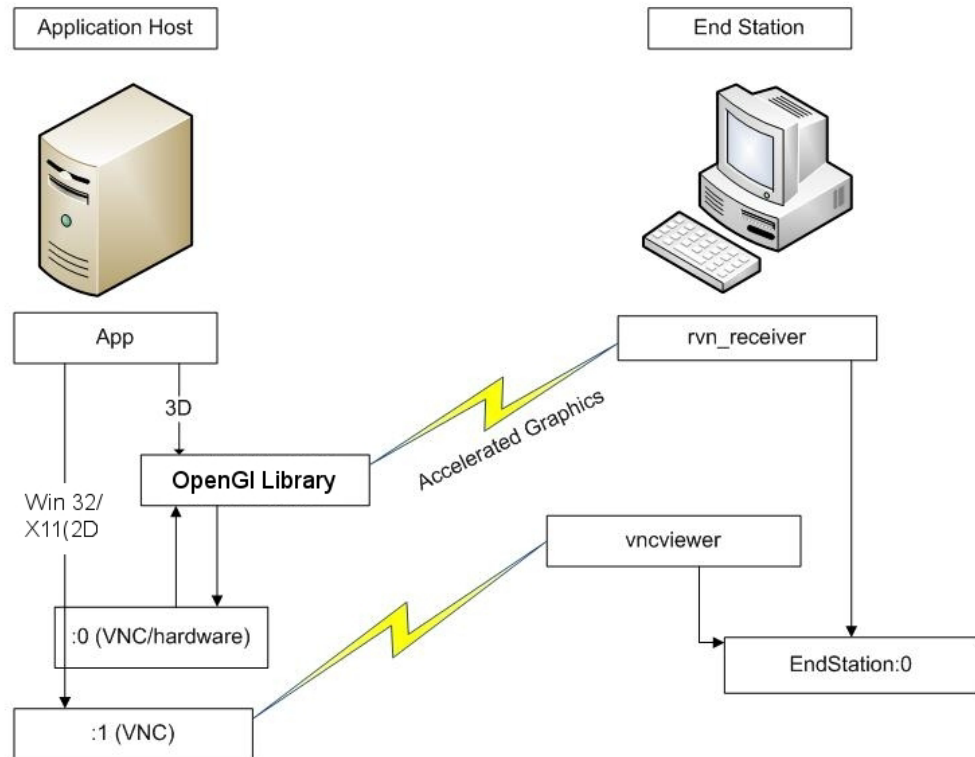 Application Host
End Station
App
rvn_receiver
3D
Accelerated Graphics
OpenGl Library
Win 32/
X11(2D
vncviewer
:0 (VNC/hardware)
EndStation:0
:1 (VNC)